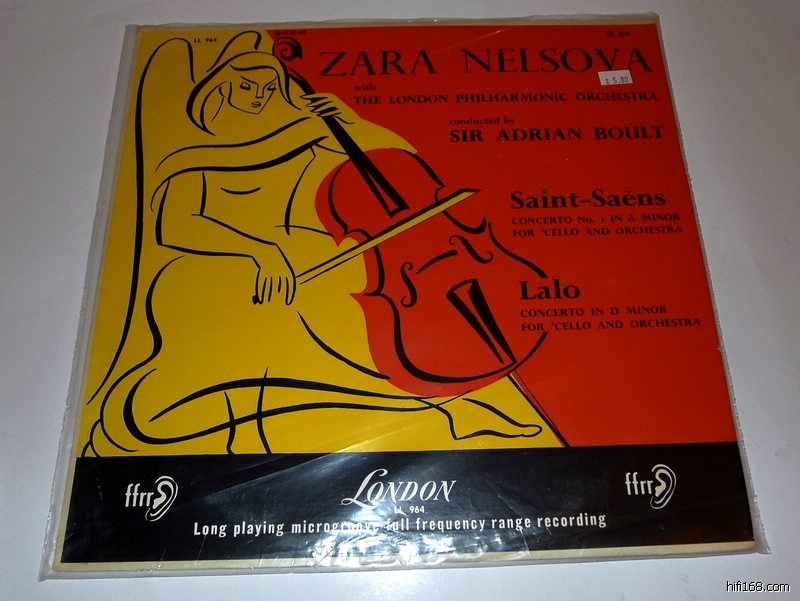 LL 964
LL 964
ZARA NELSOVA
$ 5.00
with
THE LONDON PHILHARMONIC ORCHESTRA
conducted by
SIR ADRIAN BOULT
Saint-Saëns
CONCERTO No. 1 IN A MINOR
FOR 'CELLO AND ORCHESTRA
Lalo
CONCERTO IN D MINOR
FOR 'CELLO AND ORCHESTRA
ffrr
LONDON
ffrr
LL 964
Long playing microgroove full frequency range recording
hifi168.com